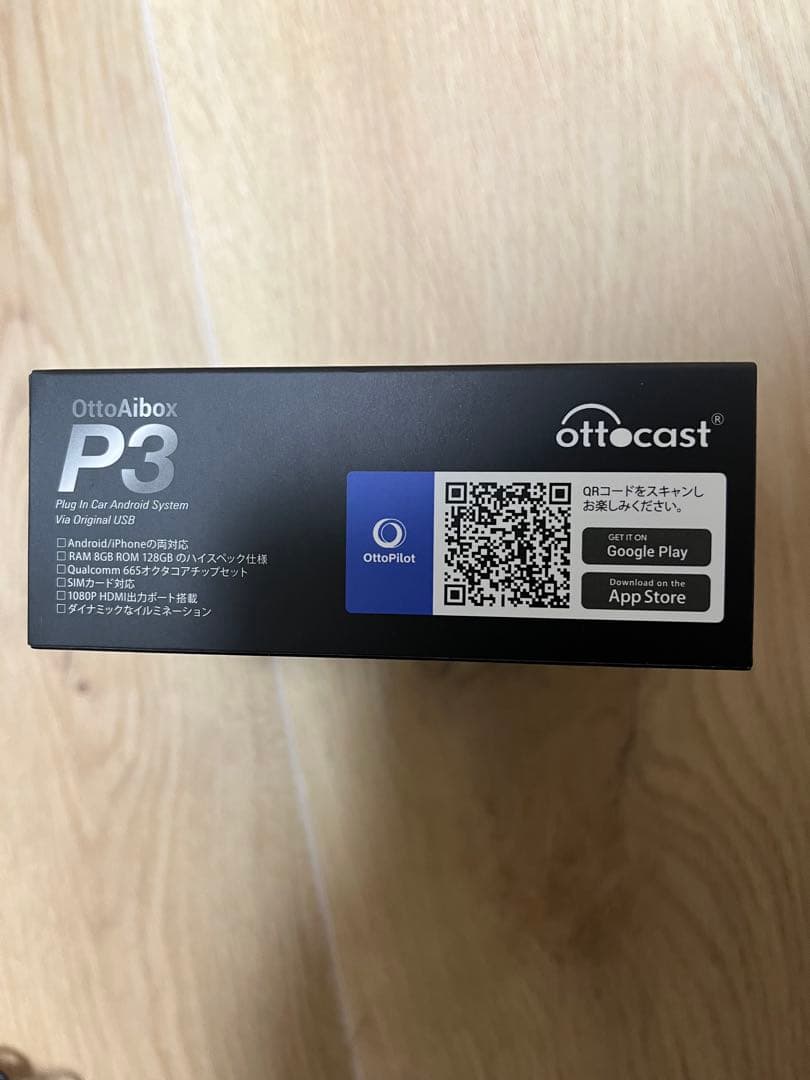 OttoAibox
P3
Plug In Car Android System
Via Original USB
□Android/iPhoneの両対応
□RAM 8GB ROM 128GB のハイスペック仕様
□Qualcomm 665オクタコアチップセット
□SIMカード対応
□1080P HDMI出力ポート搭載
□ダイナミックなイルミネーション
ottocast®
OttoPilot
QRコードをスキャンし
お楽しみください。
GET IT ON
Google Play
Download on the
App Store